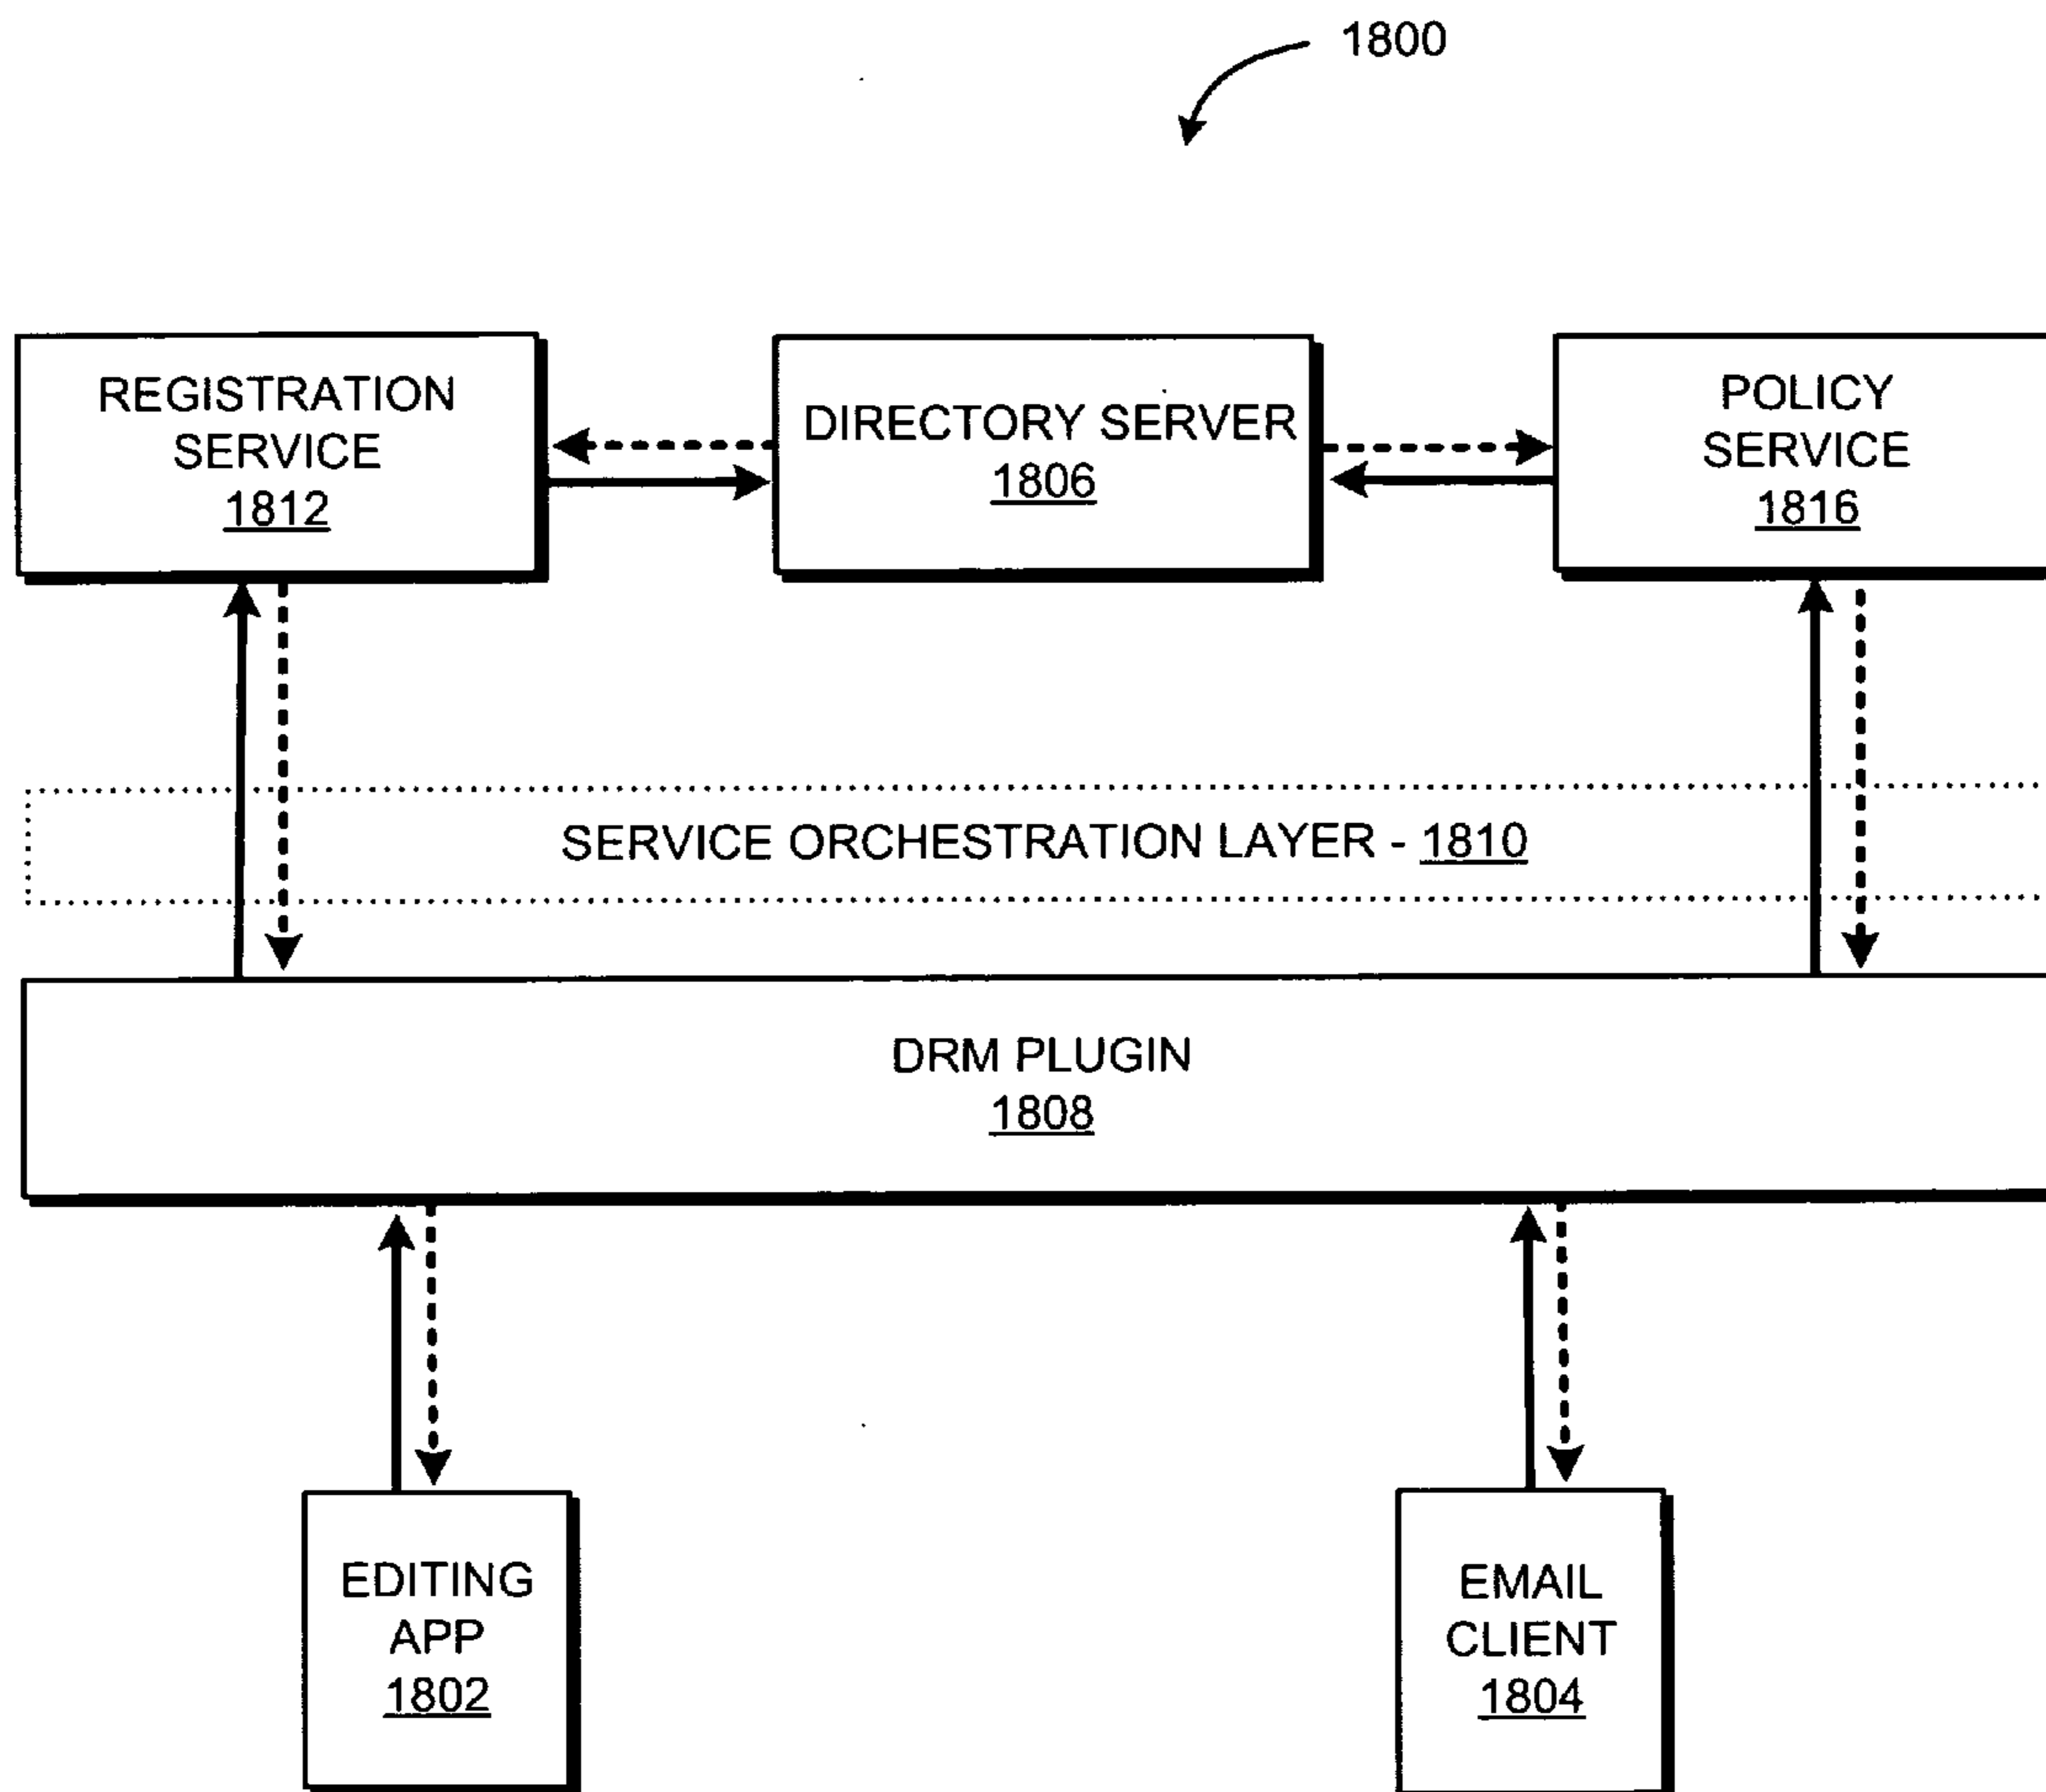 1800
REGISTRATION
SERVICE
1812
DIRECTORY SERVER
1806
POLICY
SERVICE
1816
SERVICE ORCHESTRATION LAYER - 1810
DRM PLUGIN
1808
EDITING
APP
1802
EMAIL
CLIENT
1804